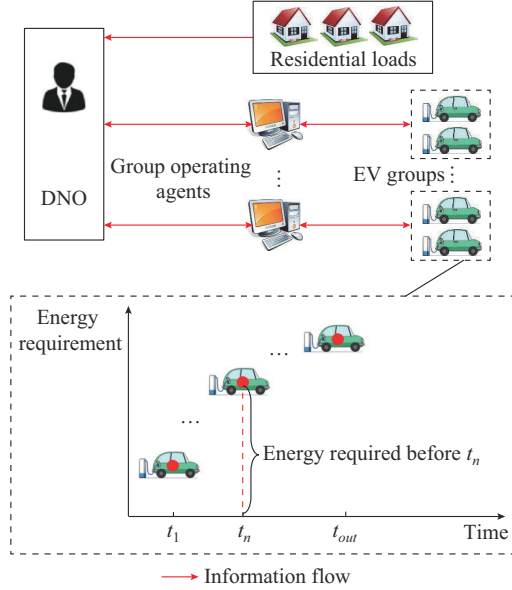 Residential loads
DNO
Group operating
agents
⋮
EV groups
⋮
Energy
requirement
...
...
Energy required before tn
t1
tn
tout
Time
Information flow